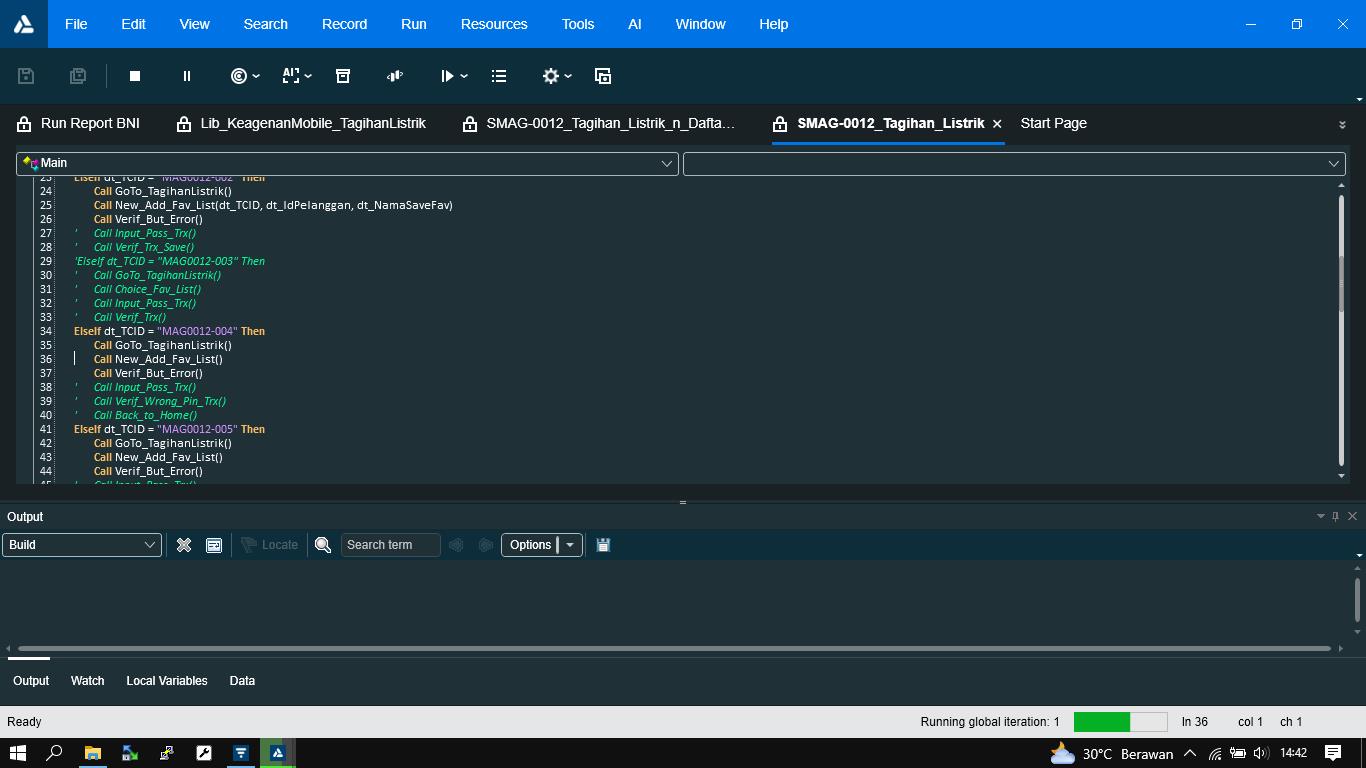 File Edit View Search Record Run Resources Tools AI Window Help
Run Report BNI Lib_KeagenanMobile_TagihanListrik SMAG-0012_Tagihan_Listrik_n_Dafta... SMAG-0012_Tagihan_Listrik Start Page
Main
23 ElseIf dt_TCID = "MAG0012-002" Then
24 Call GoTo_TagihanListrik()
25 Call New_Add_Fav_List(dt_TCID, dt_IdPelanggan, dt_NamaSaveFav)
26 Call Verif_But_Error()
27 ' Call Input_Pass_Trx()
28 ' Call Verif_Trx_Save()
29 'ElseIf dt_TCID = "MAG0012-003" Then
30 ' Call GoTo_TagihanListrik()
31 ' Call Choice_Fav_List()
32 ' Call Input_Pass_Trx()
33 ' Call Verif_Trx()
34 ElseIf dt_TCID = "MAG0012-004" Then
35 Call GoTo_TagihanListrik()
36 Call New_Add_Fav_List()
37 Call Verif_But_Error()
38 ' Call Input_Pass_Trx()
39 ' Call Verif_Wrong_Pin_Trx()
40 ' Call Back_to_Home()
41 ElseIf dt_TCID = "MAG0012-005" Then
42 Call GoTo_TagihanListrik()
43 Call New_Add_Fav_List()
44 Call Verif_But_Error()
45 ' Call Input_Pass_Trx()
Output
Build Locate Search term Options
Output Watch Local Variables Data
Ready Running global iteration: 1 ln 36 col 1 ch 1
30°C Berawan 14:42